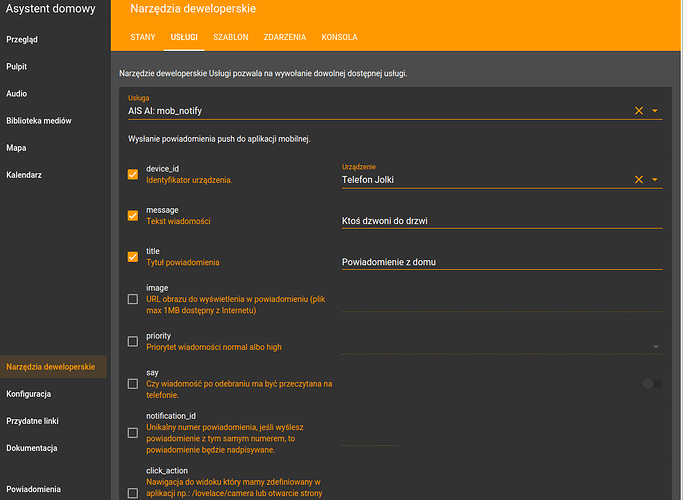 Asystent domowy
Przegląd
Pulpit
Audio
Biblioteka mediów
Mapa
Kalendarz
Narzędzia deweloperskie
Konfiguracja
Przydatne linki
Dokumentacja
Powiadomienia
Narzędzia deweloperskie
STANY USŁUGI SZABLON ZDARZENIA KONSOLA
Narzędzie deweloperskie Usługi pozwala na wywołanie dowolnej dostępnej usługi.
Usługa
AIS AI: mob_notify
Wysłanie powiadomienia push do aplikacji mobilnej.
device_id
Identyfikator urządzenia.
Urządzenie
Telefon Jolki
message
Tekst wiadomości
Ktoś dzwoni do drzwi
title
Tytuł powiadomienia
Powiadomienie z domu
image
URL obrazu do wyświetlenia w powiadomieniu (plik
max 1MB dostępny z Internetu)
priority
Priorytet wiadomości normal albo high
say
Czy wiadomość po odebraniu ma być przeczytana na
telefonie.
notification_id
Unikalny numer powiadomienia, jeśli wyślesz
powiadomienie z tym samym numerem, to
powiadomienie będzie nadpisywane.
click_action
Nawigacja do widoku który mamy zdefiniowany w
aplikacji np.: /lovelace/camera lub otwarcie strony